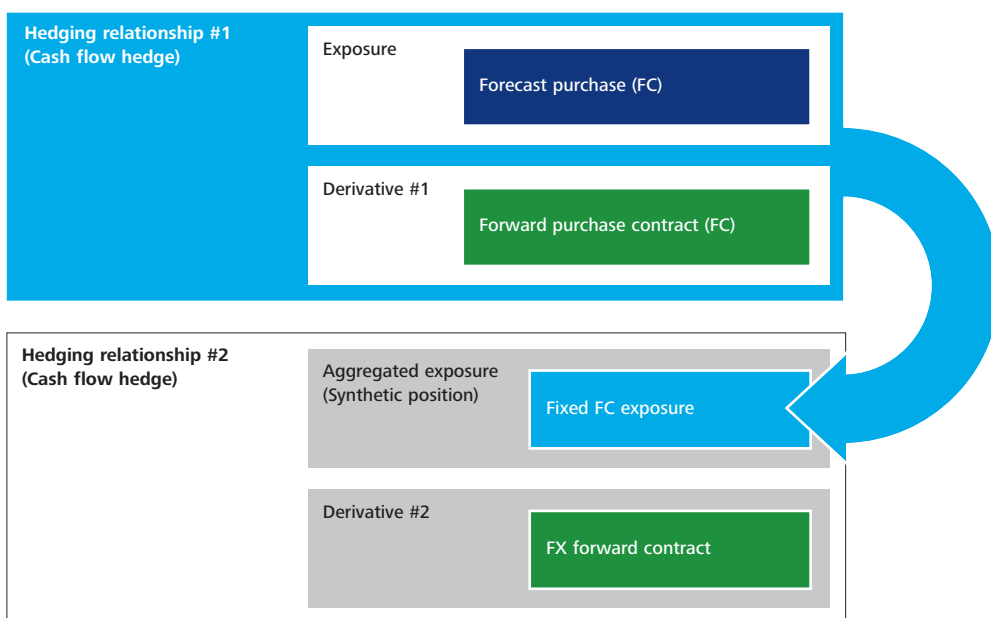 Hedging relationship #1
(Cash flow hedge)
Exposure
Forecast purchase (FC)
Derivative #1
Forward purchase contract (FC)
Hedging relationship #2
(Cash flow hedge)
Aggregated exposure
(Synthetic position)
Fixed FC exposure
Derivative #2
FX forward contract